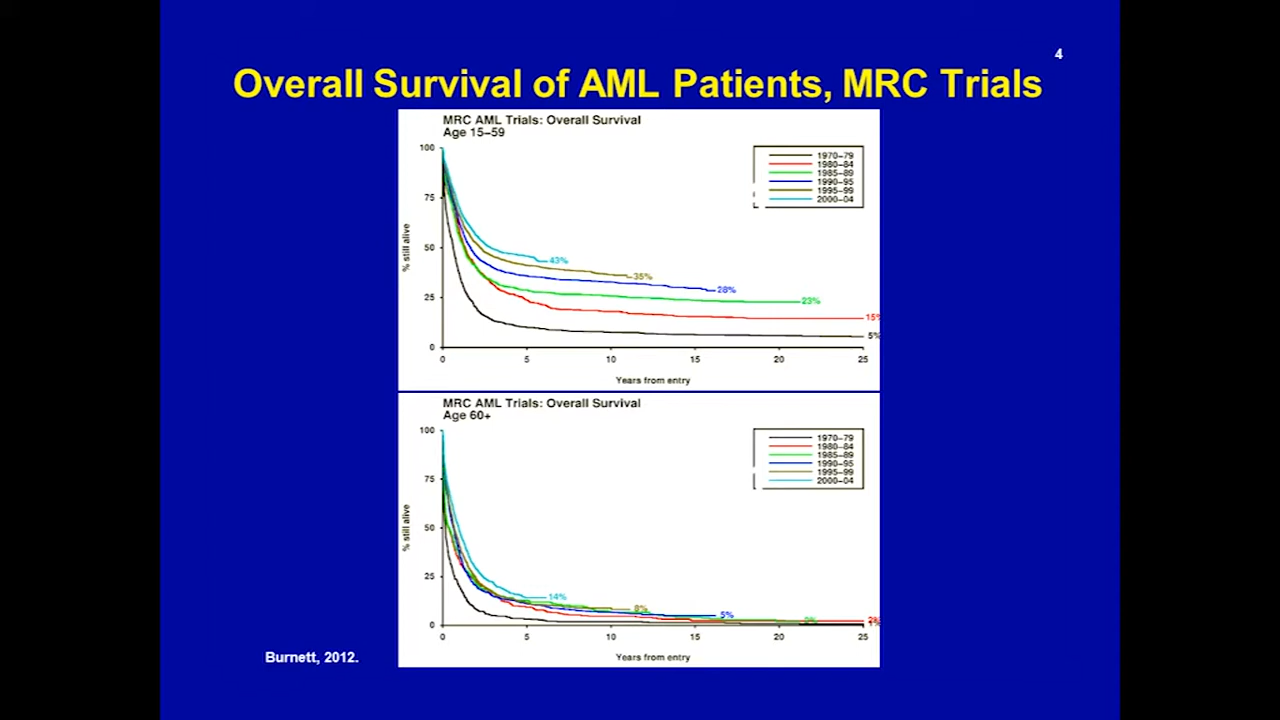 4
Overall Survival of AML Patients, MRC Trials
MRC AML Trials: Overall Survival
Age 15–59
100
75
50
25
0
% still alive
1970–79
1980–84
1985–89
1990–95
1995–99
2000–04
43%
35%
28%
23%
15%
5%
0 5 10 15 20 25
Years from entry
MRC AML Trials: Overall Survival
Age 60+
100
75
50
25
0
% still alive
1970–79
1980–84
1985–89
1990–95
1995–99
2000–04
14%
8%
5%
2%
0 5 10 15 20 25
Years from entry
Burnett, 2012.